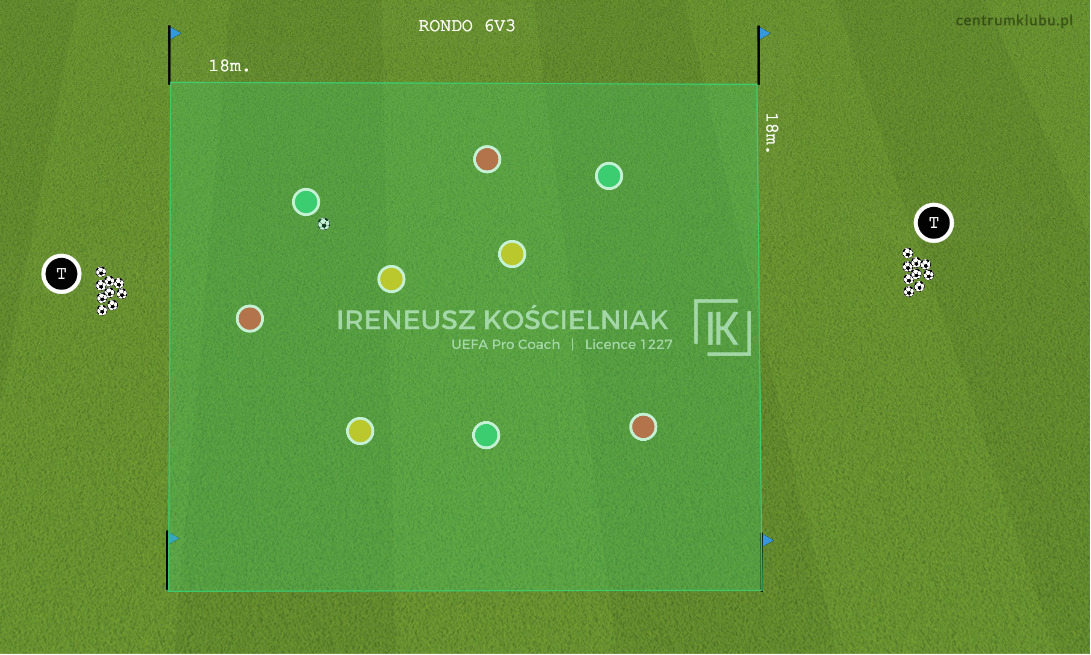 centrumklubu.pl
RONDO 6V3
18m.
18m.
T
T
IRENEUSZ KOŚCIELNIAK
UEFA Pro Coach | Licence 1227
IK